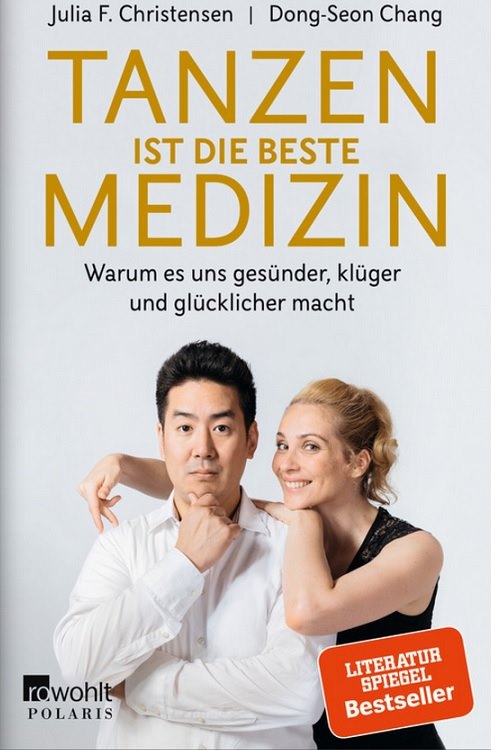 Julia F. Christensen | Dong-Seon Chang
TANZEN
IST DIE BESTE
MEDIZIN
Warum es uns gesünder, klüger
und glücklicher macht
LITERATUR
SPIEGEL
Bestseller
rowohlt
POLARIS